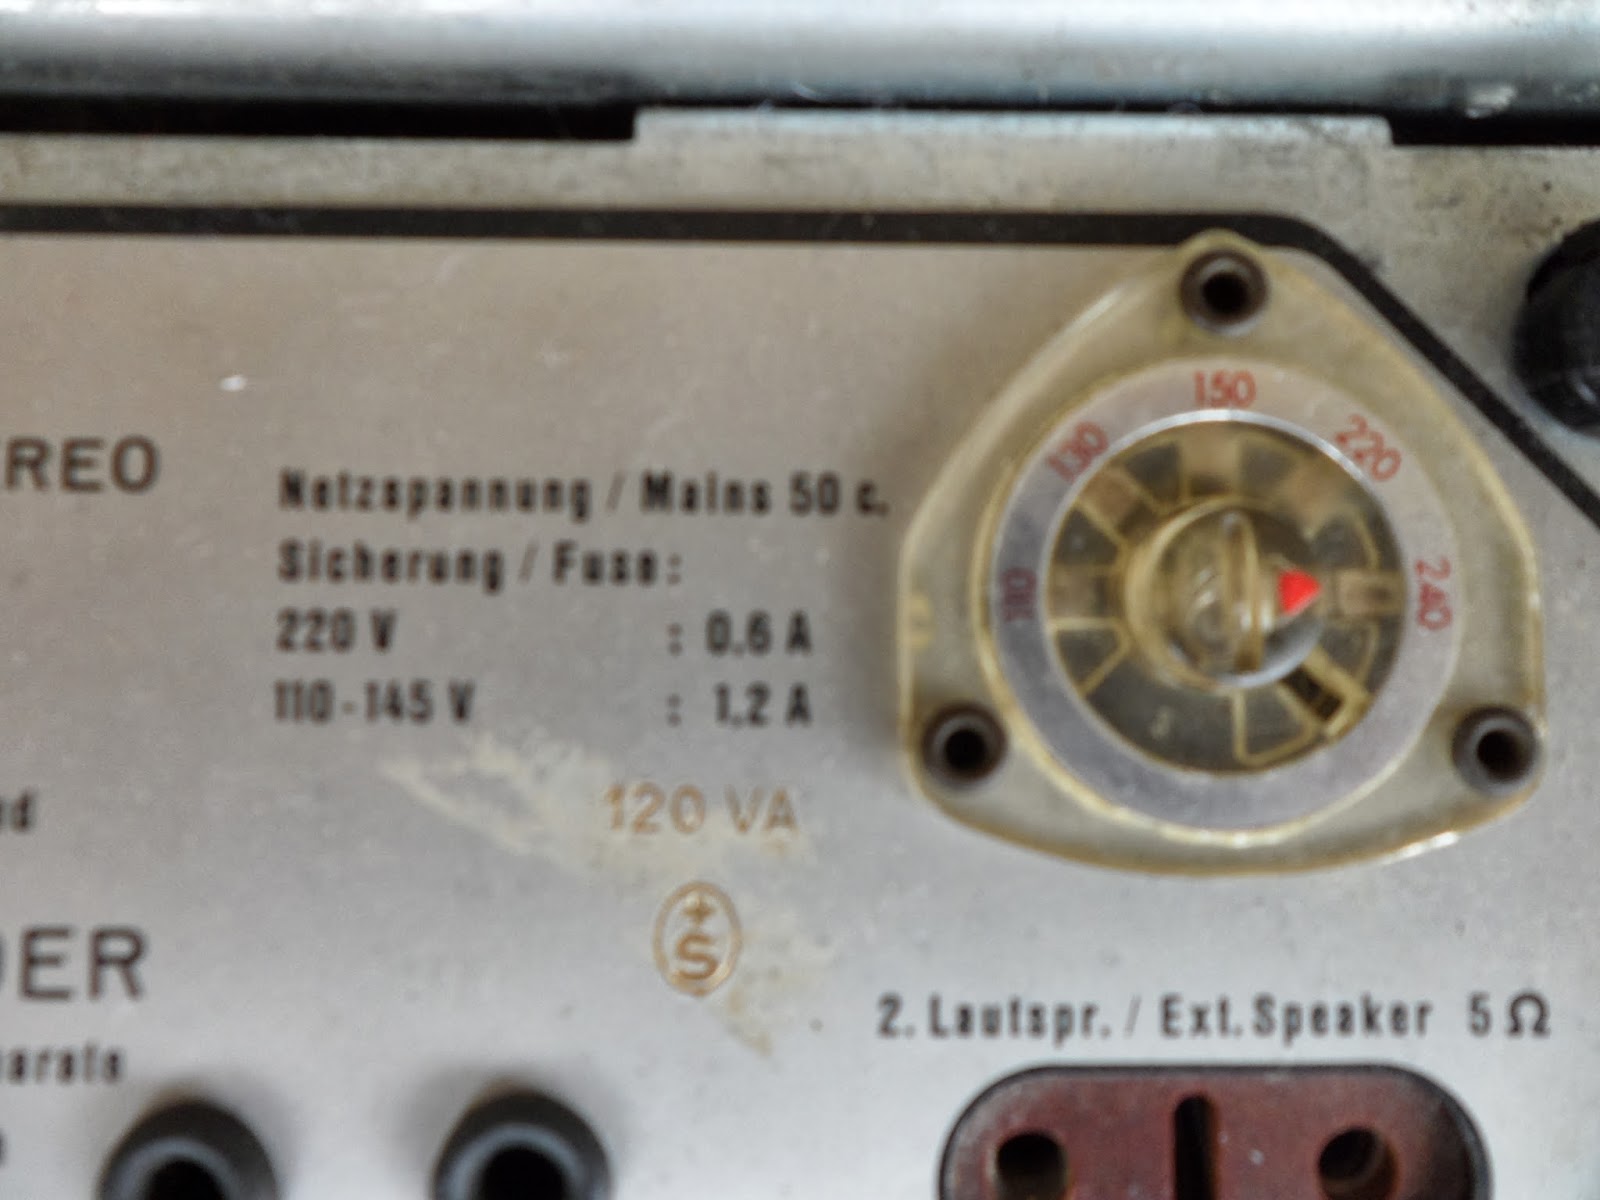 EREO
Netzspannung / Mains 50 c.
Sicherung / Fuse:
220 V : 0,6 A
110-145 V : 1,2 A
120 VA
+
S
110
130
150
220
240
DER
2. Lautspr. / Ext. Speaker 5 Ω